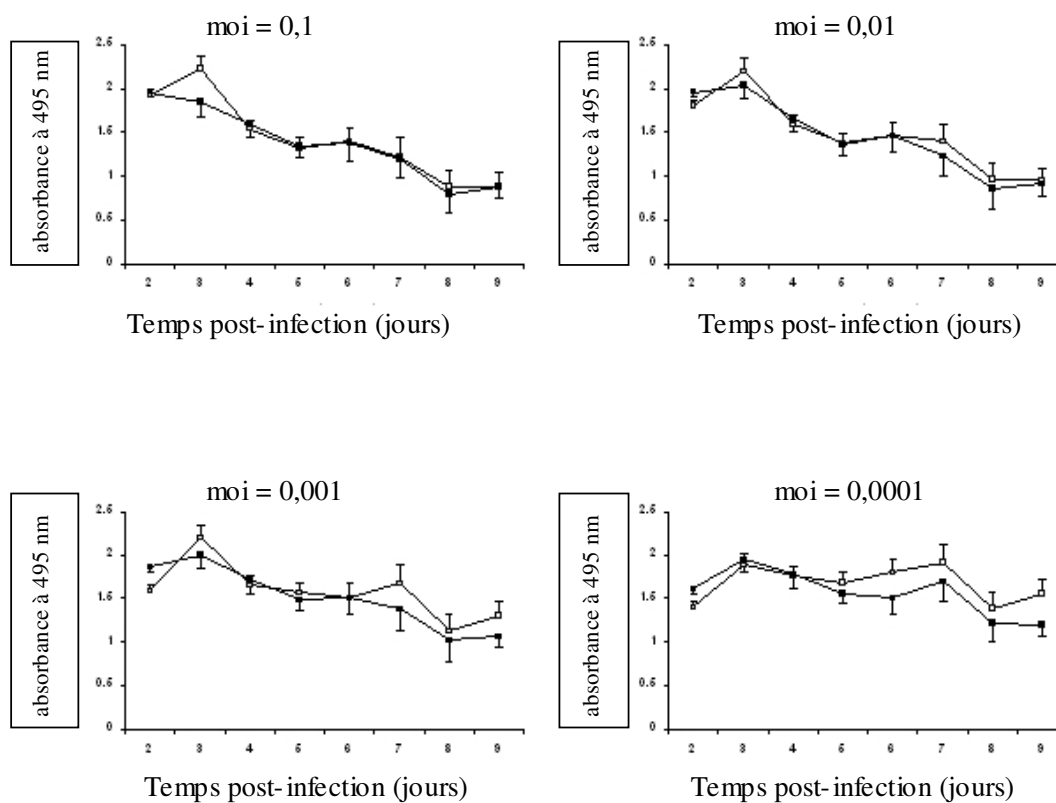 moi = 0,1
absorbance à 495 nm
2.5
2
1.5
1
0.5
0
2 3 4 5 6 7 8 9
Temps post-infection (jours)
moi = 0,01
absorbance à 495 nm
2.5
2
1.5
1
0.5
0
2 3 4 5 6 7 8 9
Temps post-infection (jours)
moi = 0,001
absorbance à 495 nm
2.5
2
1.5
1
0.5
0
2 3 4 5 6 7 8 9
Temps post-infection (jours)
moi = 0,0001
absorbance à 495 nm
2.5
2
1.5
1
0.5
0
2 3 4 5 6 7 8 9
Temps post-infection (jours)